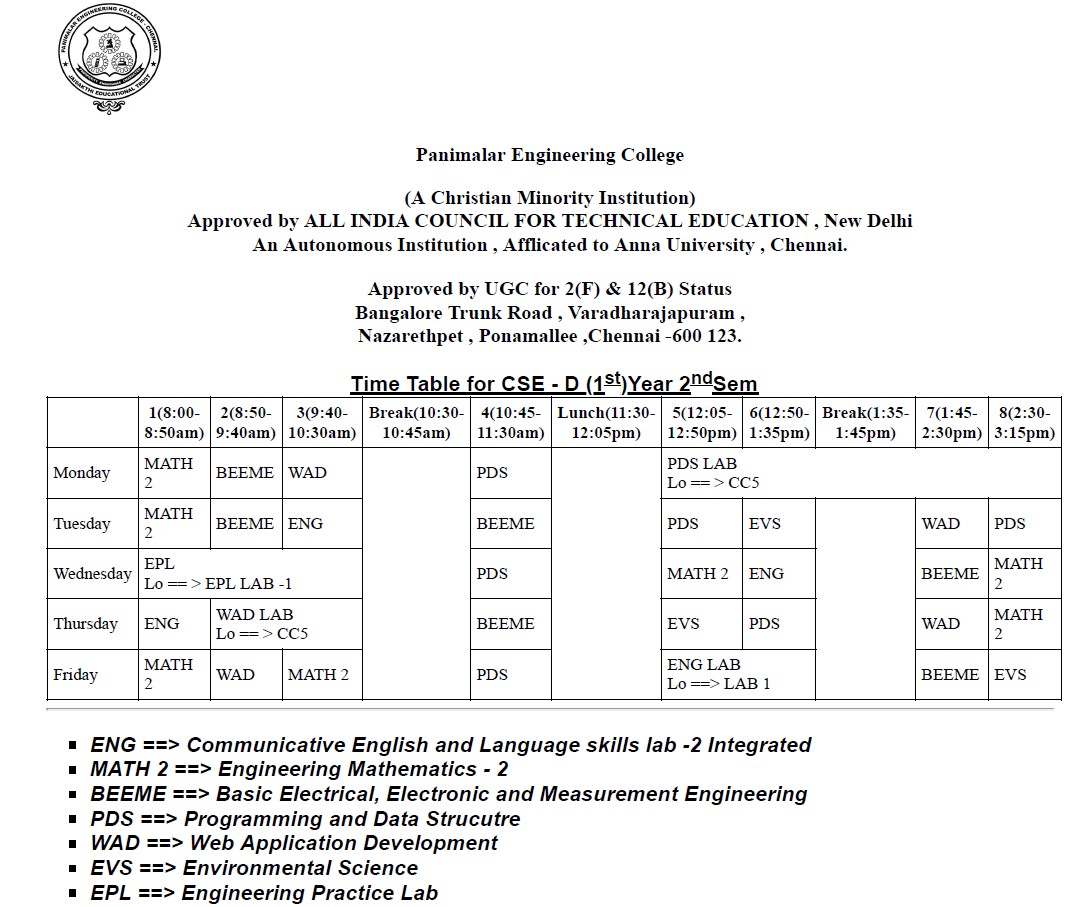 PANIMALAR ENGINEERING COLLEGE - CHENNAI
JAISAKTHI EDUCATIONAL TRUST
Panimalar Engineering College
(A Christian Minority Institution)
Approved by ALL INDIA COUNCIL FOR TECHNICAL EDUCATION , New Delhi
An Autonomous Institution , Afflicated to Anna University , Chennai.
Approved by UGC for 2(F) & 12(B) Status
Bangalore Trunk Road , Varadharajapuram ,
Nazarethpet , Ponamallee ,Chennai -600 123.
Time Table for CSE - D (1st)Year 2ndSem
1(8:00-8:50am) 2(8:50-9:40am) 3(9:40-10:30am) Break(10:30-10:45am) 4(10:45-11:30am) Lunch(11:30-12:05pm) 5(12:05-12:50pm) 6(12:50-1:35pm) Break(1:35-1:45pm) 7(1:45-2:30pm) 8(2:30-3:15pm)
Monday MATH 2 BEEME WAD PDS PDS LAB Lo == > CC5
Tuesday MATH 2 BEEME ENG BEEME PDS EVS WAD PDS
Wednesday EPL Lo == > EPL LAB -1 PDS MATH 2 ENG BEEME MATH 2
Thursday ENG WAD LAB Lo == > CC5 BEEME EVS PDS WAD MATH 2
Friday MATH 2 WAD MATH 2 PDS ENG LAB Lo ==> LAB 1 BEEME EVS
ENG ==> Communicative English and Language skills lab -2 Integrated
MATH 2 ==> Engineering Mathematics - 2
BEEME ==> Basic Electrical, Electronic and Measurement Engineering
PDS ==> Programming and Data Strucutre
WAD ==> Web Application Development
EVS ==> Environmental Science
EPL ==> Engineering Practice Lab